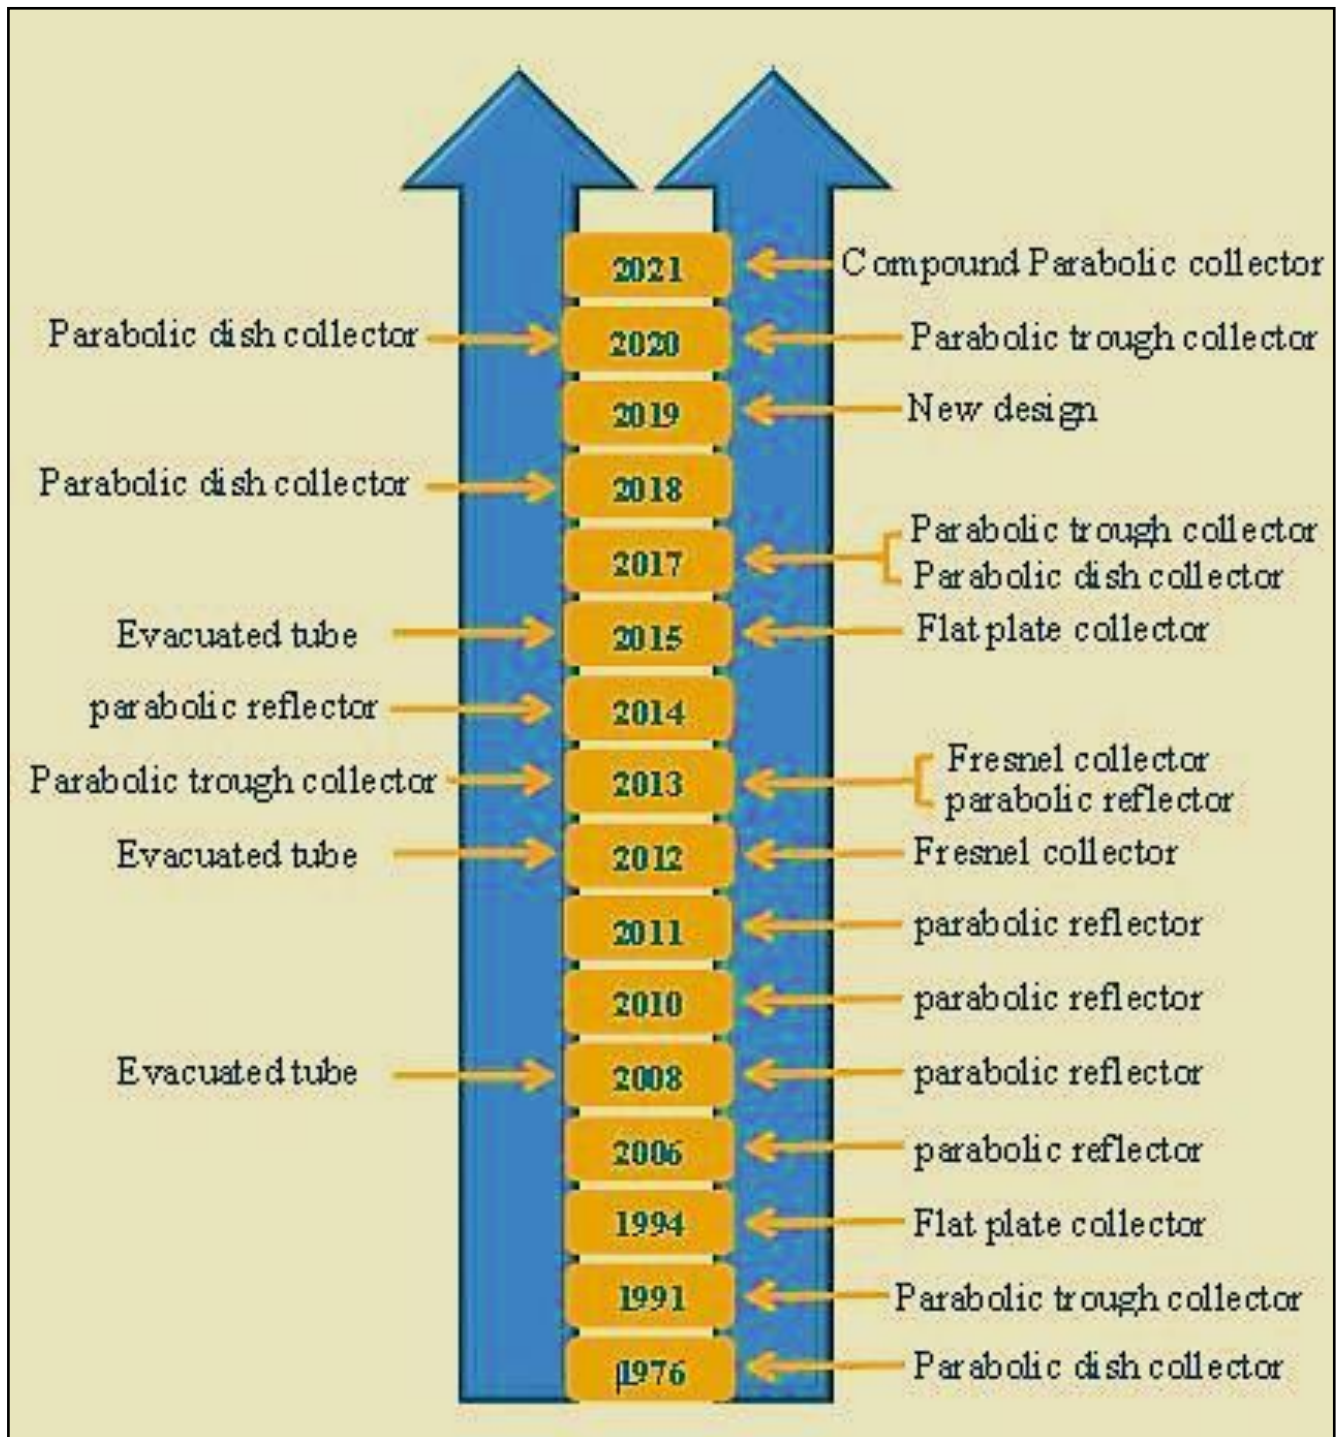 2021
Compound Parabolic collector
Parabolic dish collector
2020
Parabolic trough collector
2019
New design
Parabolic dish collector
2018
2017
Parabolic trough collector
Parabolic dish collector
Evacuated tube
2015
Flat plate collector
parabolic reflector
2014
Parabolic trough collector
2013
Fresnel collector
parabolic reflector
Evacuated tube
2012
Fresnel collector
2011
parabolic reflector
2010
parabolic reflector
Evacuated tube
2008
parabolic reflector
2006
parabolic reflector
1994
Flat plate collector
1991
Parabolic trough collector
1976
Parabolic dish collector